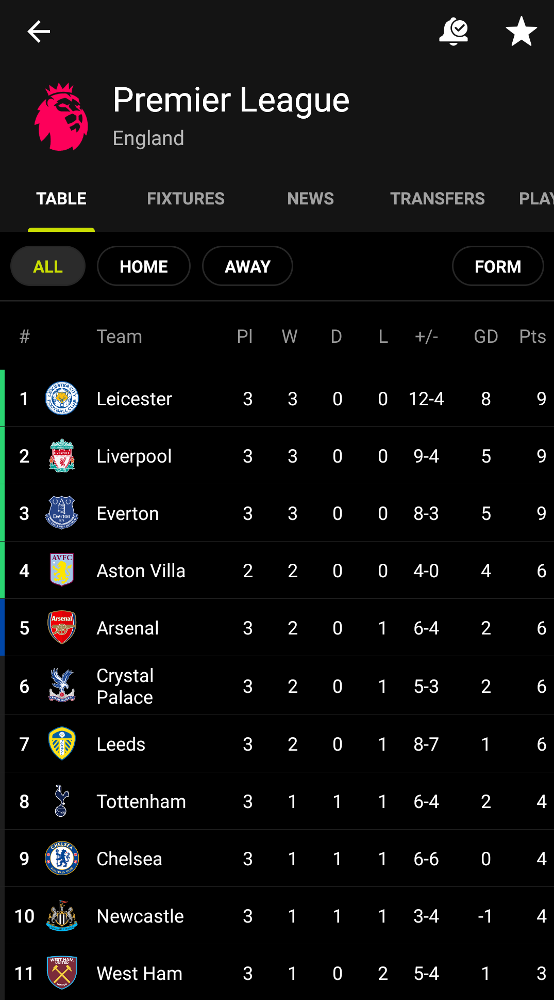 Premier League
England
TABLE FIXTURES NEWS TRANSFERS PLAY
ALL HOME AWAY FORM
# Team Pl W D L +/- GD Pts
1 Leicester 3 3 0 0 12-4 8 9
2 Liverpool 3 3 0 0 9-4 5 9
3 Everton 3 3 0 0 8-3 5 9
4 Aston Villa 2 2 0 0 4-0 4 6
5 Arsenal 3 2 0 1 6-4 2 6
6 Crystal Palace 3 2 0 1 5-3 2 6
7 Leeds 3 2 0 1 8-7 1 6
8 Tottenham 3 1 1 1 6-4 2 4
9 Chelsea 3 1 1 1 6-6 0 4
10 Newcastle 3 1 1 1 3-4 -1 4
11 West Ham 3 1 0 2 5-4 1 3